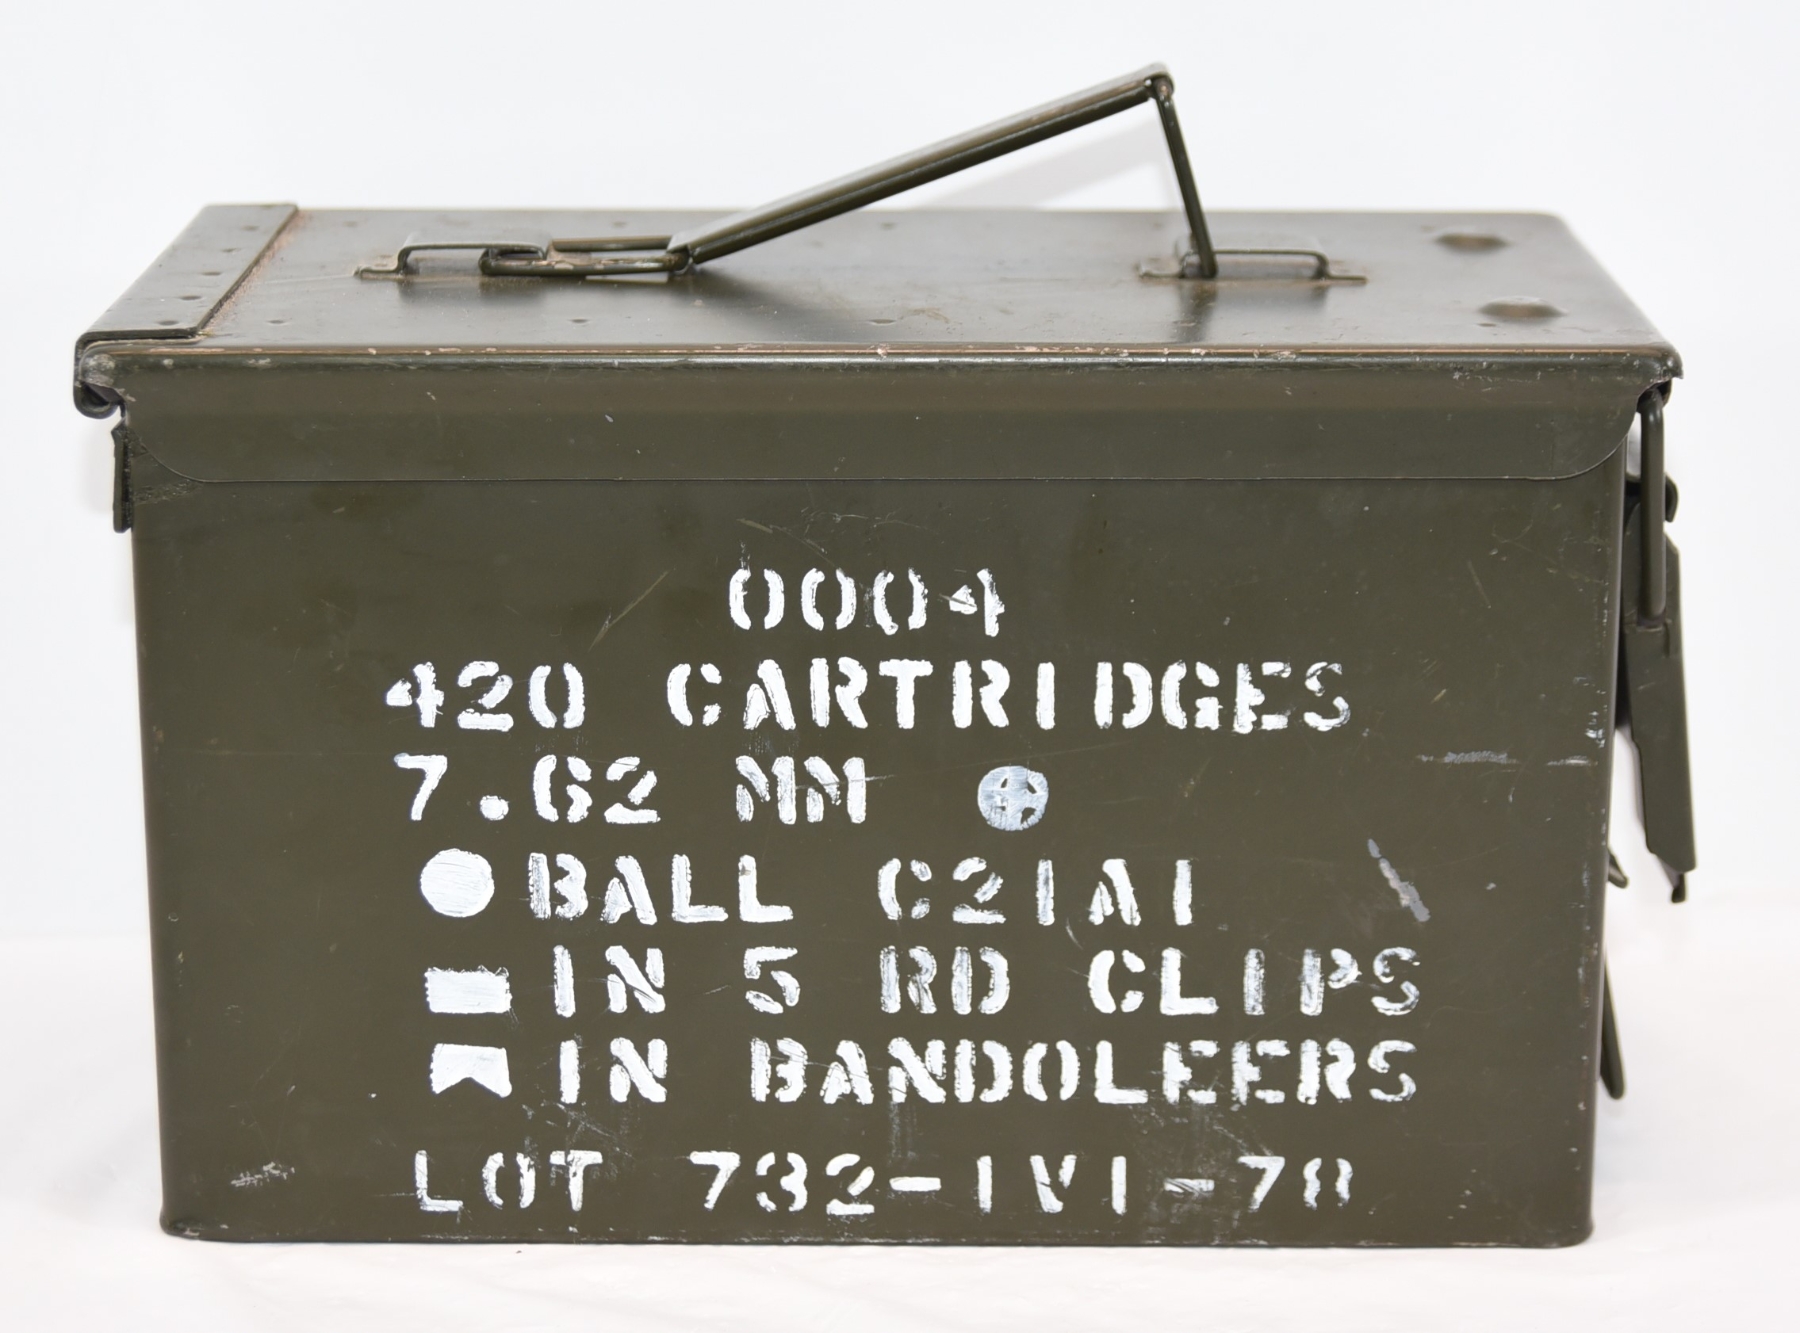 0004
420 CARTRIDGES
7.62 MM
BALL C21A1
IN 5 RD CLIPS
IN BANDOLEERS
LOT 732-IVI-78